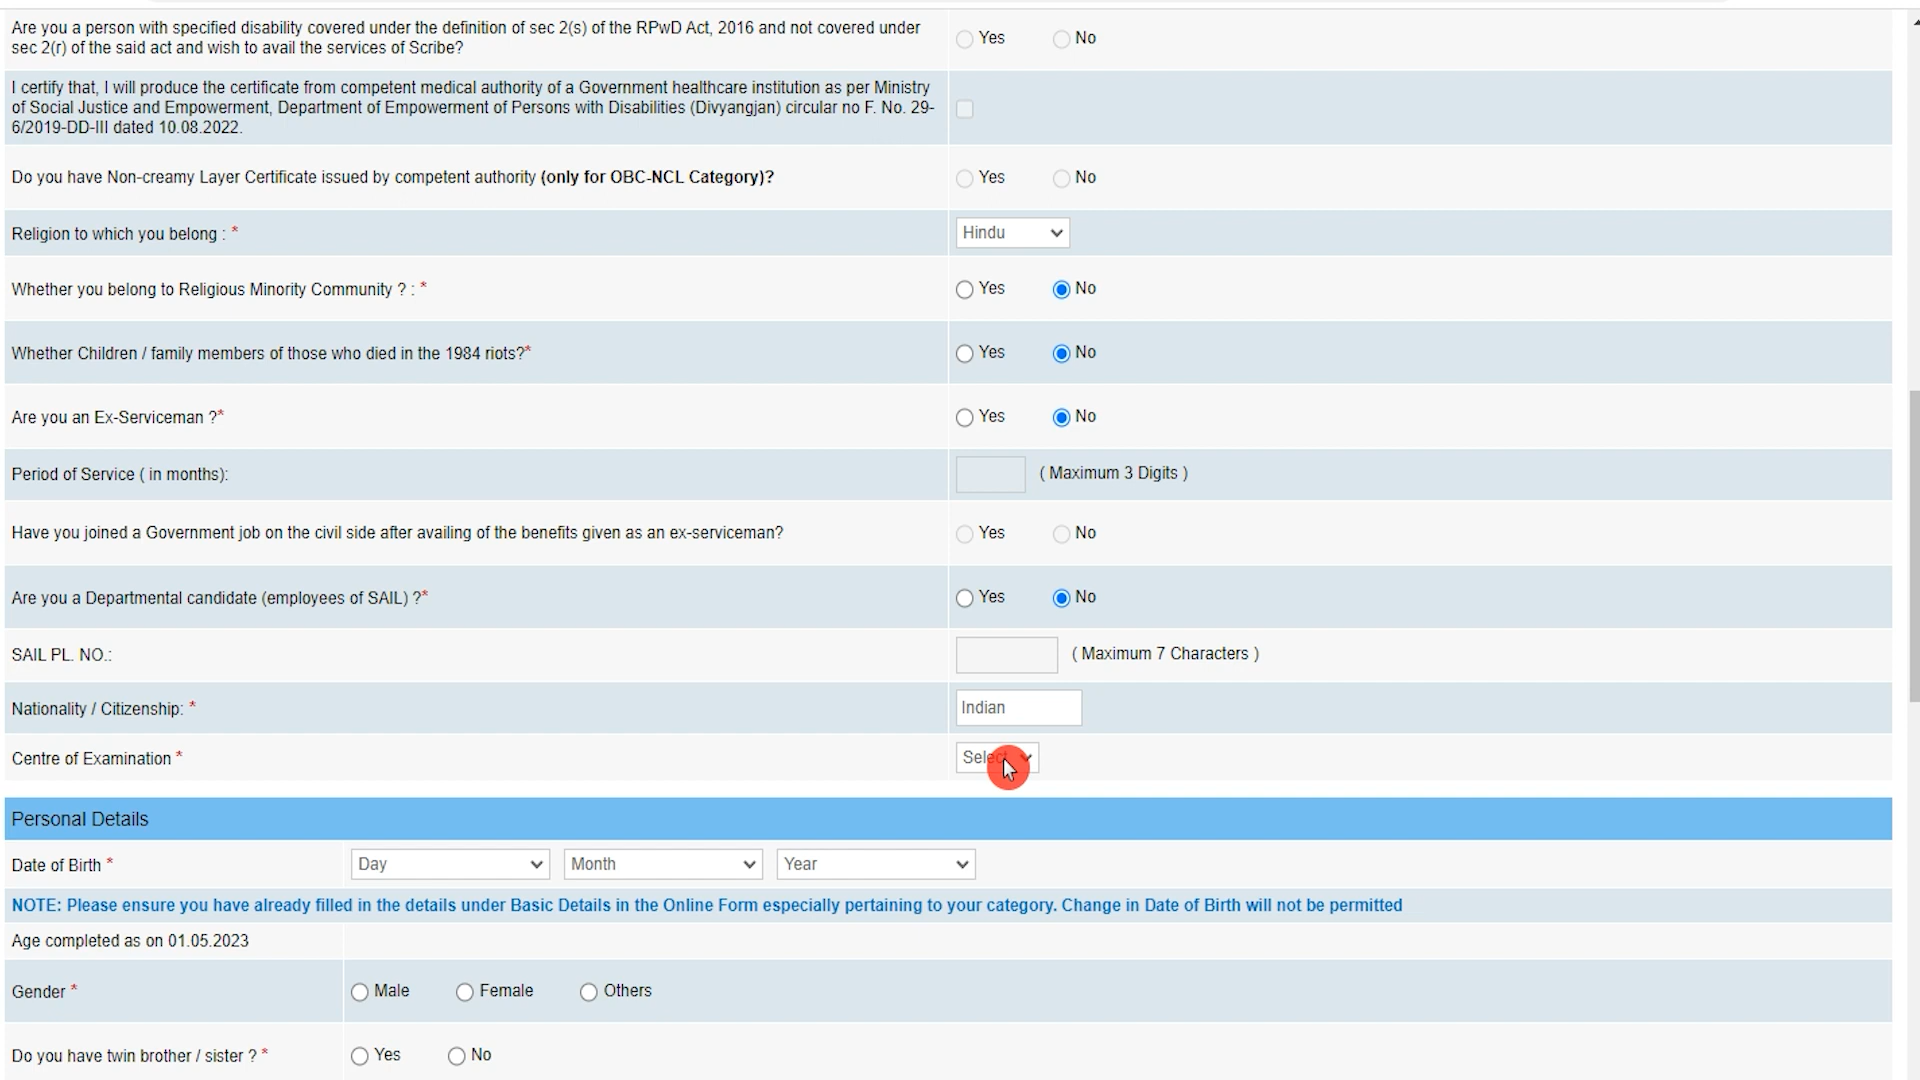 Are you a person with specified disability covered under the definition of sec 2(s) of the RPwD Act, 2016 and not covered under
sec 2(r) of the said act and wish to avail the services of Scribe?
Yes No
I certify that, I will produce the certificate from competent medical authority of a Government healthcare institution as per Ministry
of Social Justice and Empowerment, Department of Empowerment of Persons with Disabilities (Divyangjan) circular no F. No. 29-
6/2019-DD-III dated 10.08.2022.
Do you have Non-creamy Layer Certificate issued by competent authority (only for OBC-NCL Category)? Yes No
Religion to which you belong : * Hindu
Whether you belong to Religious Minority Community ? : * Yes No
Whether Children / family members of those who died in the 1984 riots?* Yes No
Are you an Ex-Serviceman ?* Yes No
Period of Service ( in months): ( Maximum 3 Digits )
Have you joined a Government job on the civil side after availing of the benefits given as an ex-serviceman? Yes No
Are you a Departmental candidate (employees of SAIL) ?* Yes No
SAIL PL. NO.: ( Maximum 7 Characters )
Nationality / Citizenship: * Indian
Centre of Examination * Select
Personal Details
Date of Birth * Day Month Year
NOTE: Please ensure you have already filled in the details under Basic Details in the Online Form especially pertaining to your category. Change in Date of Birth will not be permitted
Age completed as on 01.05.2023
Gender * Male Female Others
Do you have twin brother / sister ? * Yes No